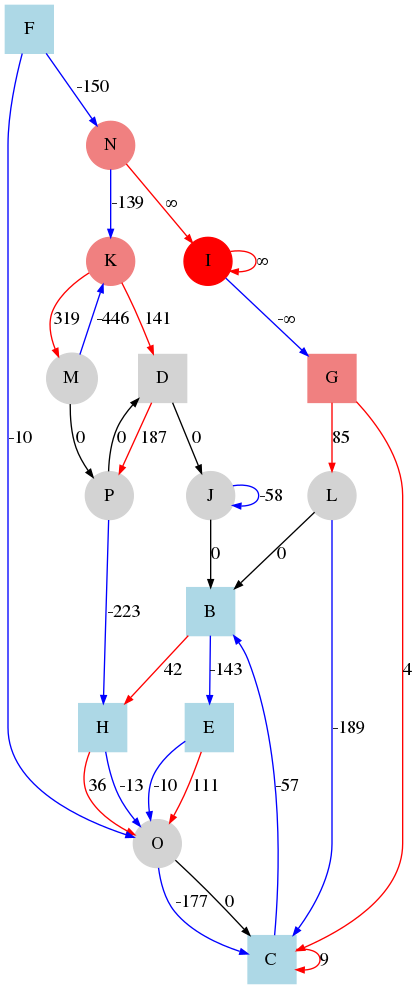 F
-150
N
-139 ∞
K I ∞
319 -446 141 -∞
M D G
-10 0 0 187 0 85
P J -58 L
0 0
-223 B
42 -143 -189 4
H E -57
36 -13 -10 111
O
-177 0
C 9